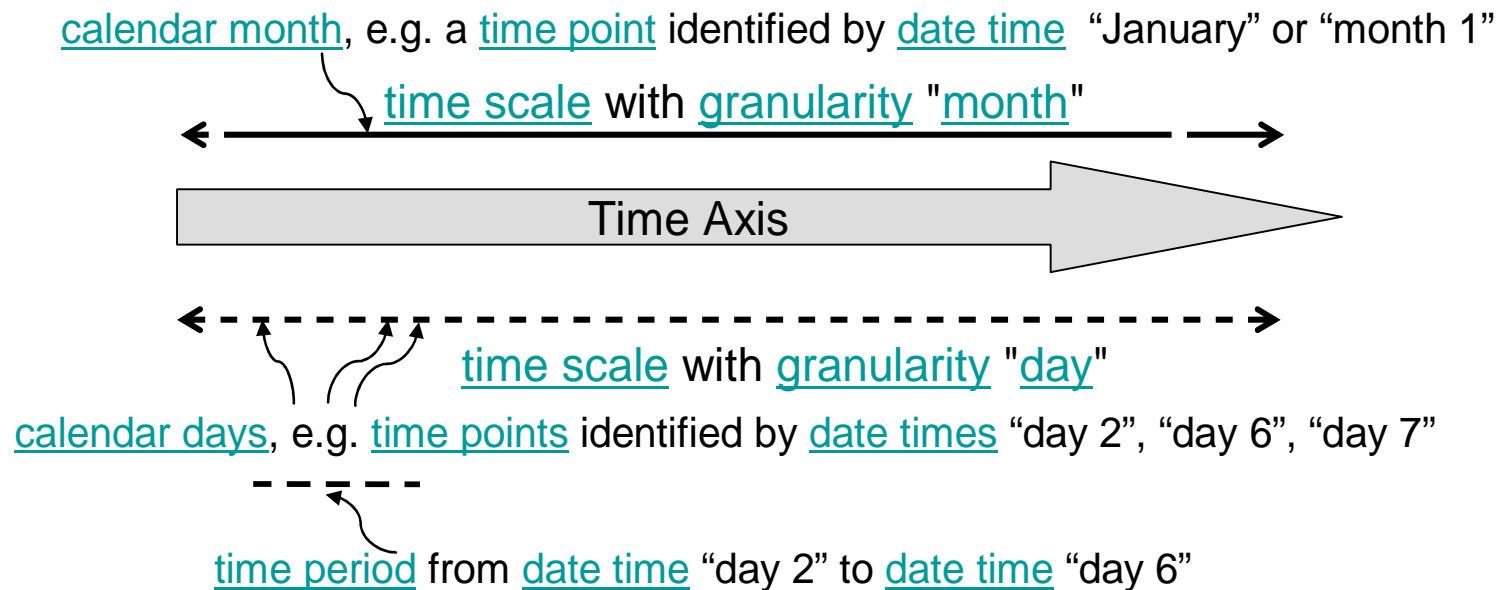 calendar month, e.g. a time point identified by date time “January” or “month 1”
time scale with granularity "month"
Time Axis
time scale with granularity "day"
calendar days, e.g. time points identified by date times “day 2”, “day 6”, “day 7”
time period from date time “day 2” to date time “day 6”